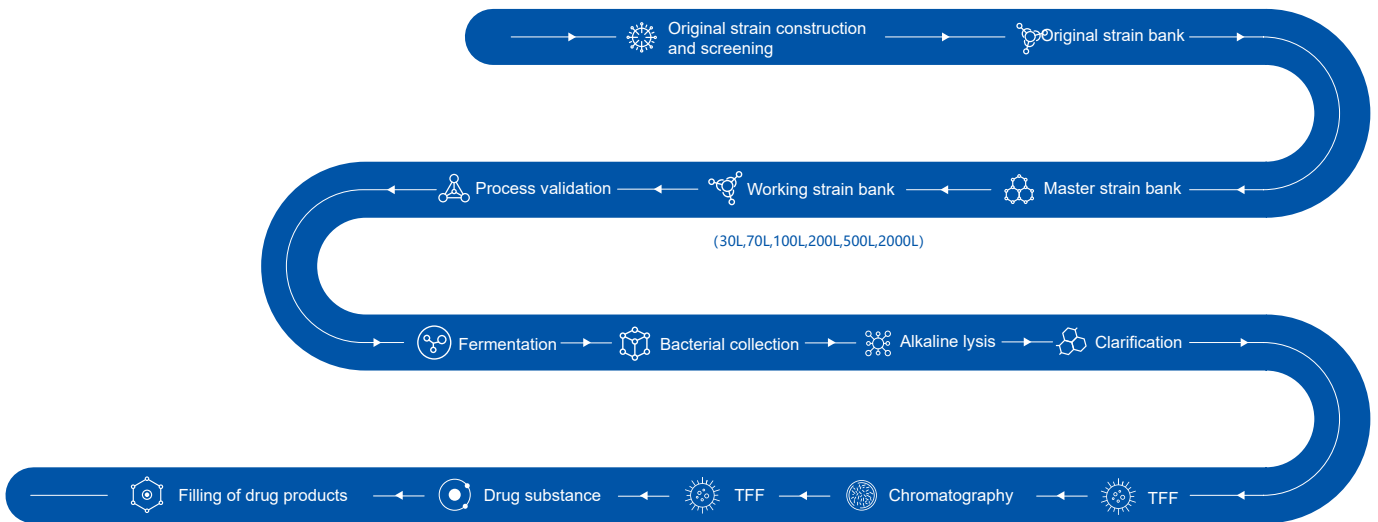 Original strain construction
and screening
Original strain bank
Master strain bank
Working strain bank
Process validation
(30L,70L,100L,200L,500L,2000L)
Fermentation
Bacterial collection
Alkaline lysis
Clarification
TFF
Chromatography
TFF
Drug substance
Filling of drug products